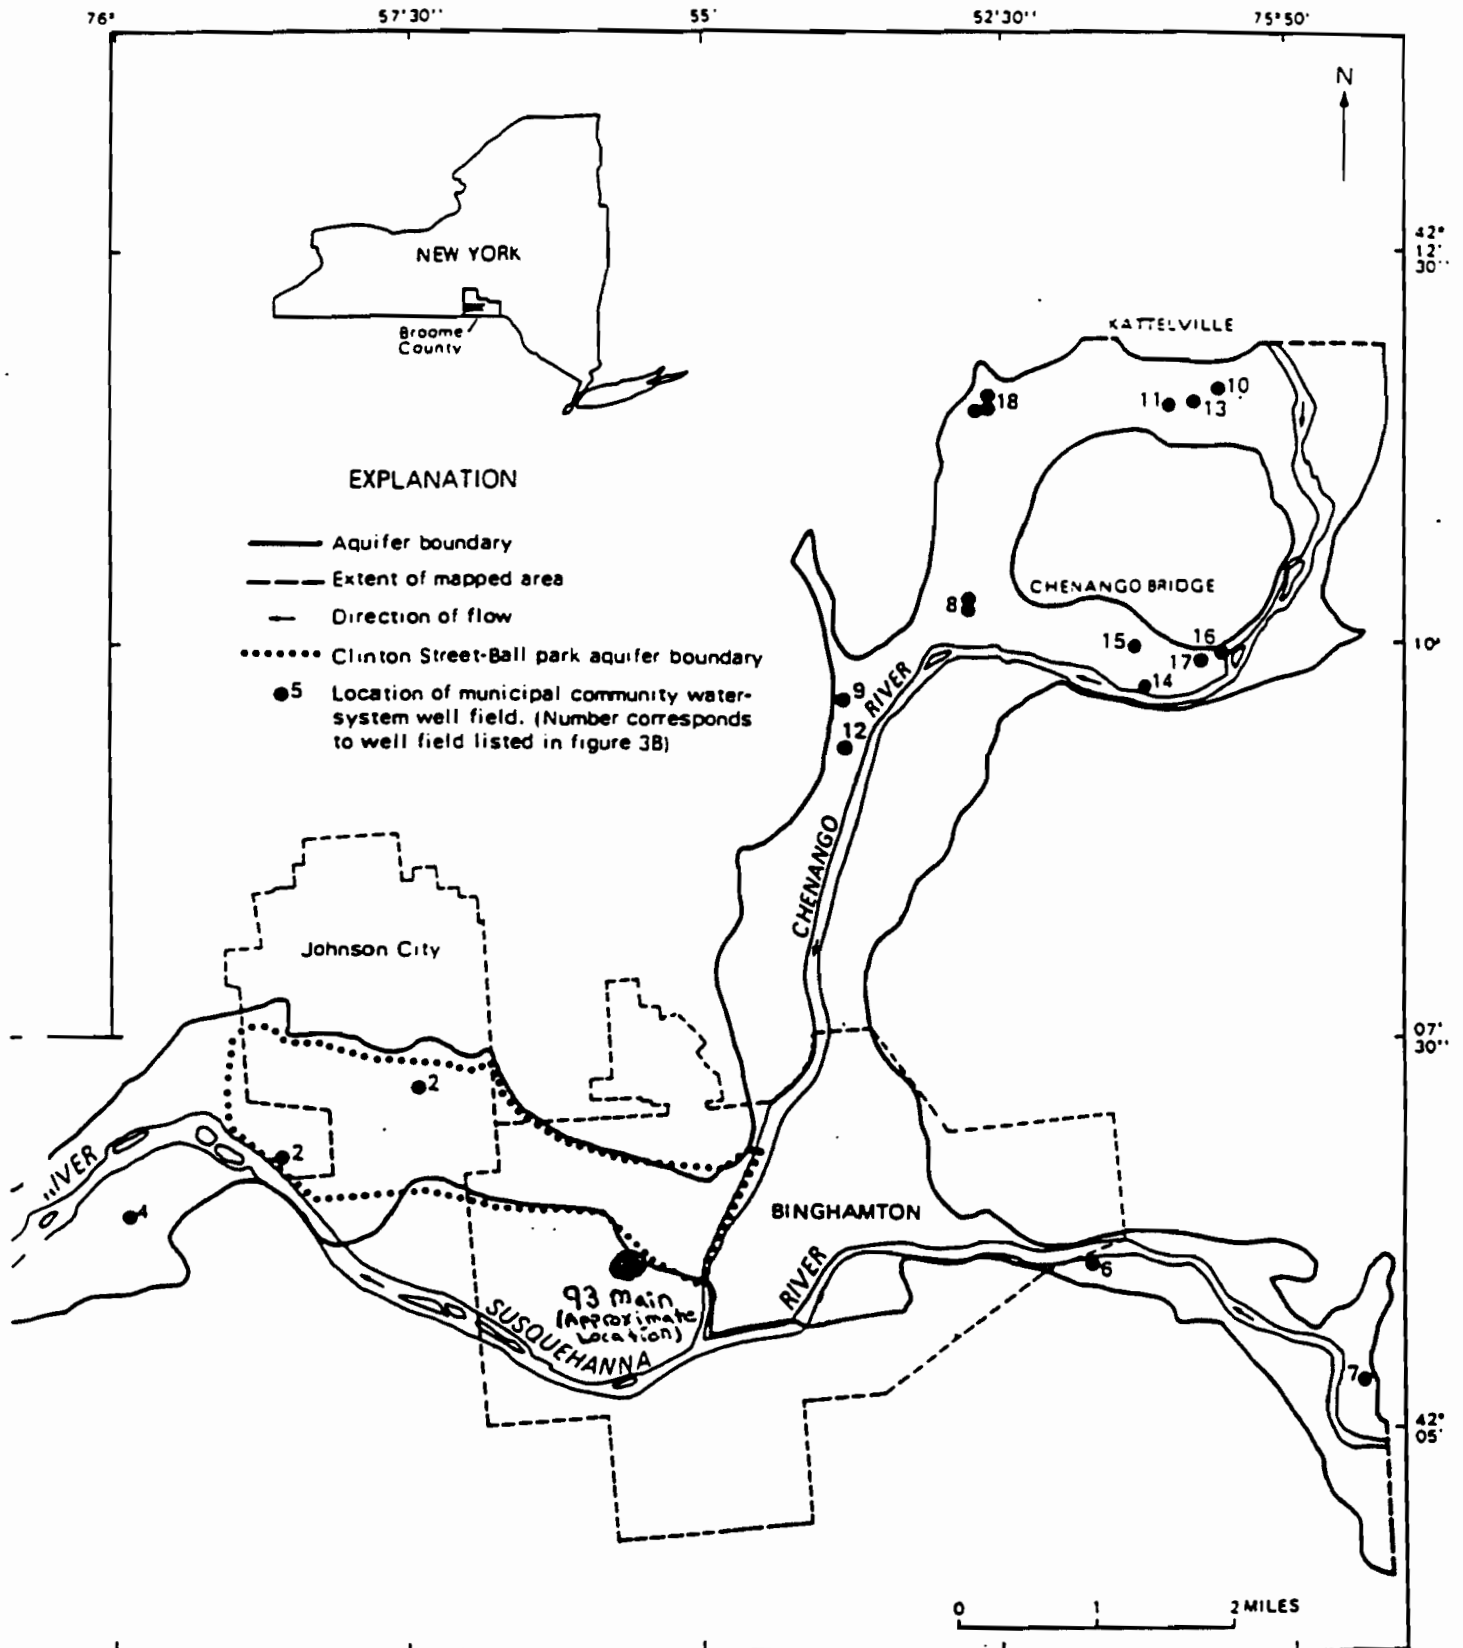 76°
57'30''
55'
52'30''
75°50'
N
42°
12'
30''
NEW YORK
Broome
County
KATTELVILLE
10
11
13
18
EXPLANATION
Aquifer boundary
Extent of mapped area
Direction of flow
Clinton Street-Ball park aquifer boundary
5 Location of municipal community water-
system well field. (Number corresponds
to well field listed in figure 3B)
CHENANGO BRIDGE
8
15
16
17
14
10'
9
12
RIVER
CHENANGO
Johnson City
07'
30''
2
2
4
BINGHAMTON
RIVER
6
7
93 Main
(Approximate
Location)
SUSQUEHANNA
42°
05'
0 1 2 MILES